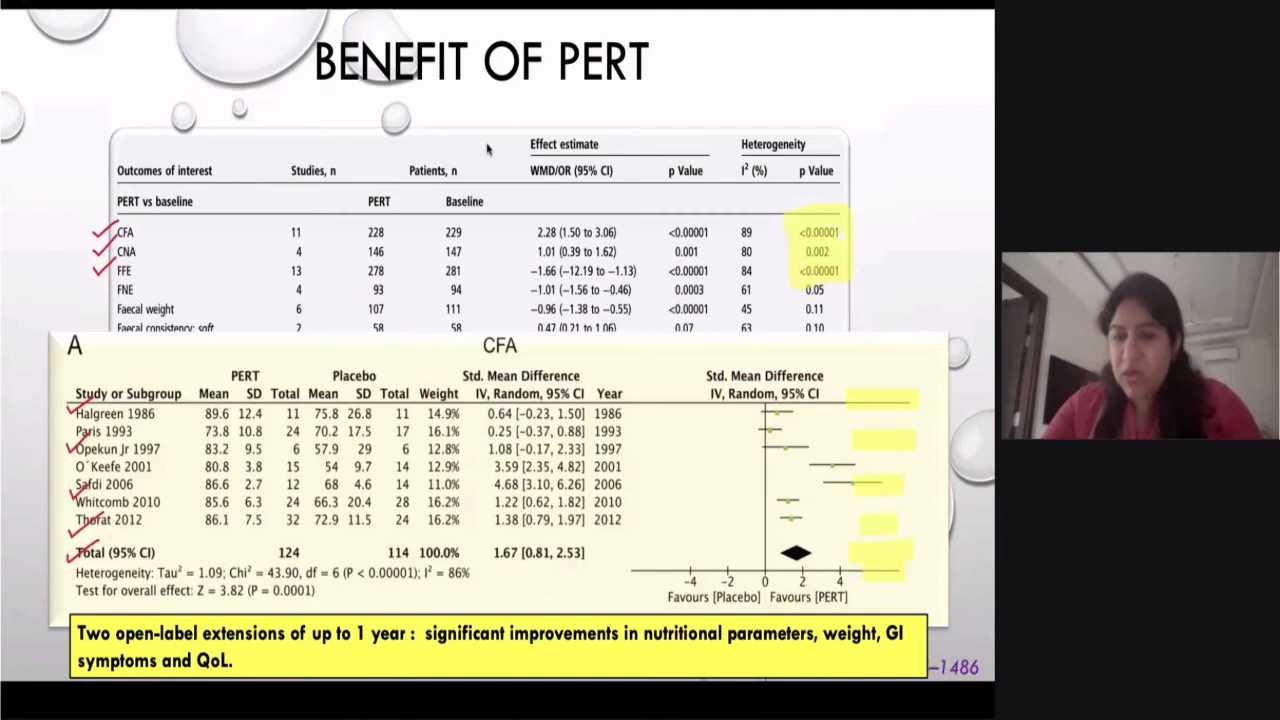 BENEFIT OF PERT
Effect estimate Heterogeneity
Outcomes of interest Studies, n Patients, n WMD/OR (95% CI) p Value I² (%) p Value
PERT vs baseline PERT Baseline
CFA 11 228 229 2.28 (1.50 to 3.06) <0.00001 89 <0.00001
CNA 4 146 147 1.01 (0.39 to 1.62) 0.001 80 0.002
FFE 13 278 281 −1.66 (−12.19 to −1.13) <0.00001 84 <0.00001
FNE 4 93 94 −1.01 (−1.56 to −0.46) 0.0003 61 0.05
Faecal weight 6 107 111 −0.96 (−1.38 to −0.55) <0.00001 45 0.11
Faecal consistency: soft 2 58 58 0.47 (0.21 to 1.06) 0.07 63 0.10
A CFA
PERT Placebo Std. Mean Difference Std. Mean Difference
Study or Subgroup Mean SD Total Mean SD Total Weight IV, Random, 95% CI Year IV, Random, 95% CI
Halgreen 1986 89.6 12.4 11 75.8 26.8 11 14.9% 0.64 [-0.23, 1.50] 1986
Paris 1993 73.8 10.8 24 70.2 17.5 17 16.1% 0.25 [-0.37, 0.88] 1993
Opekun Jr 1997 83.2 9.5 6 57.9 29 6 12.8% 1.08 [-0.17, 2.33] 1997
O´Keefe 2001 80.8 3.8 15 54 9.7 14 12.9% 3.59 [2.35, 4.82] 2001
Safdi 2006 86.6 2.7 12 68 4.6 14 11.0% 4.68 [3.10, 6.26] 2006
Whitcomb 2010 85.6 6.3 24 66.3 20.4 28 16.2% 1.22 [0.62, 1.82] 2010
Thorat 2012 86.1 7.5 32 72.9 11.5 24 16.2% 1.38 [0.79, 1.97] 2012
Total (95% CI) 124 114 100.0% 1.67 [0.81, 2.53]
Heterogeneity: Tau² = 1.09; Chi² = 43.90, df = 6 (P < 0.00001); I² = 86%
Test for overall effect: Z = 3.82 (P = 0.0001)
-4 -2 0 2 4
Favours [Placebo] Favours [PERT]
Two open-label extensions of up to 1 year : significant improvements in nutritional parameters, weight, GI
symptoms and QoL.
–1486